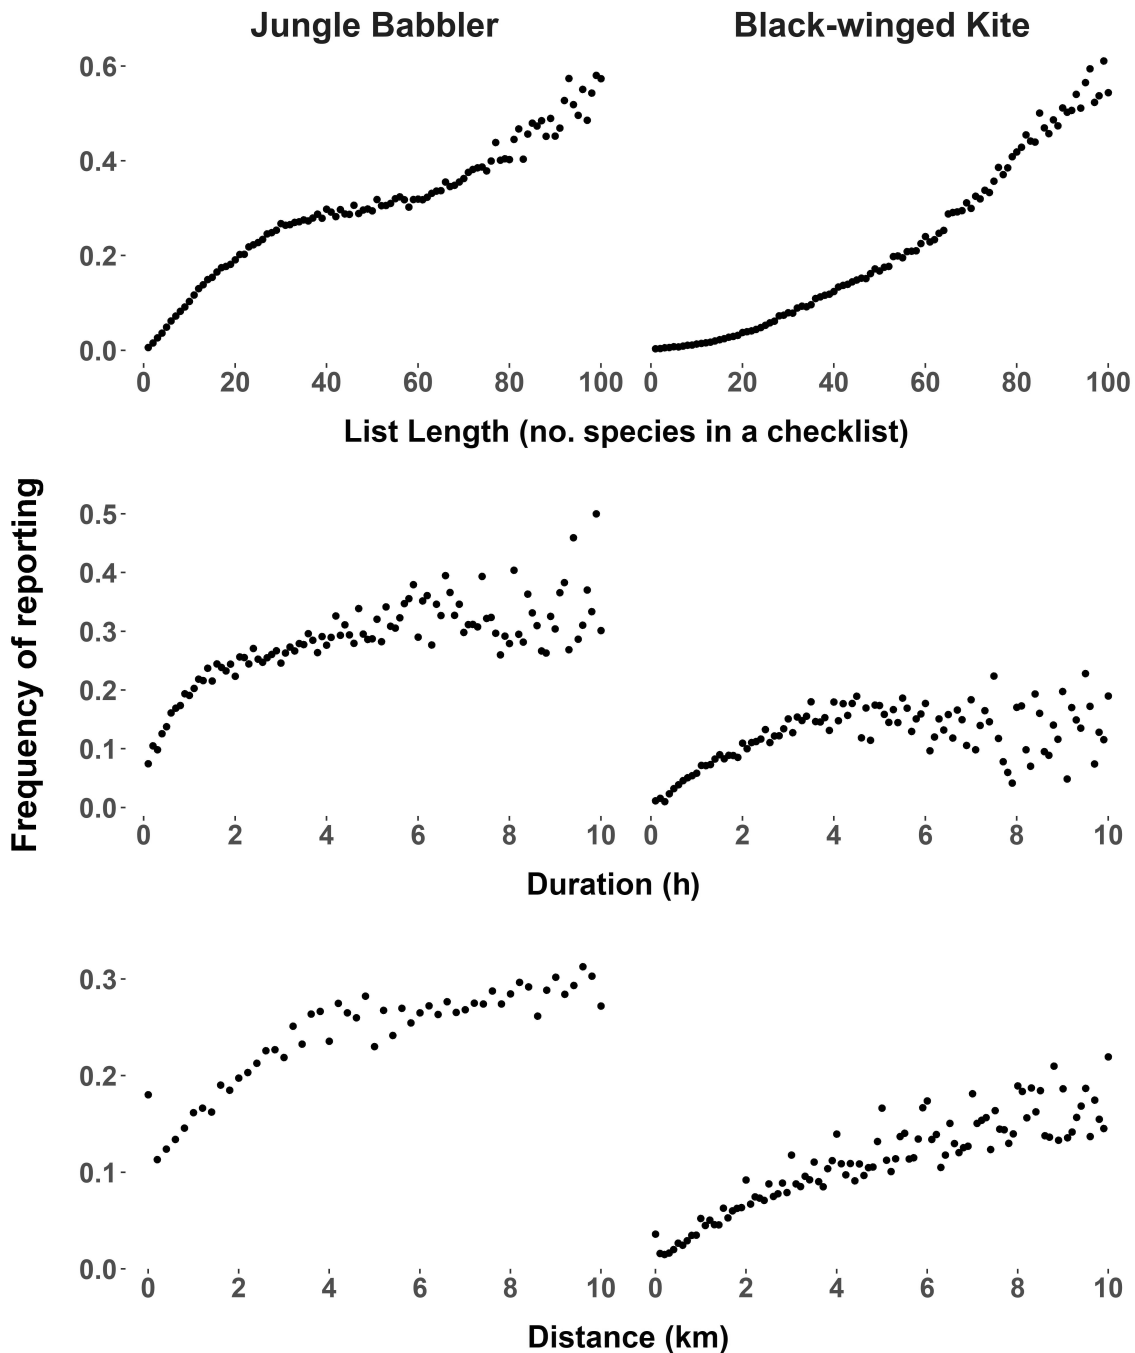 Jungle Babbler Black-winged Kite
0.6
0.4
0.2
0.0
0 20 40 60 80 100 0 20 40 60 80 100
List Length (no. species in a checklist)
Frequency of reporting
0.5
0.4
0.3
0.2
0.1
0.0
0 2 4 6 8 10 0 2 4 6 8 10
Duration (h)
0.3
0.2
0.1
0.0
0 2 4 6 8 10 0 2 4 6 8 10
Distance (km)